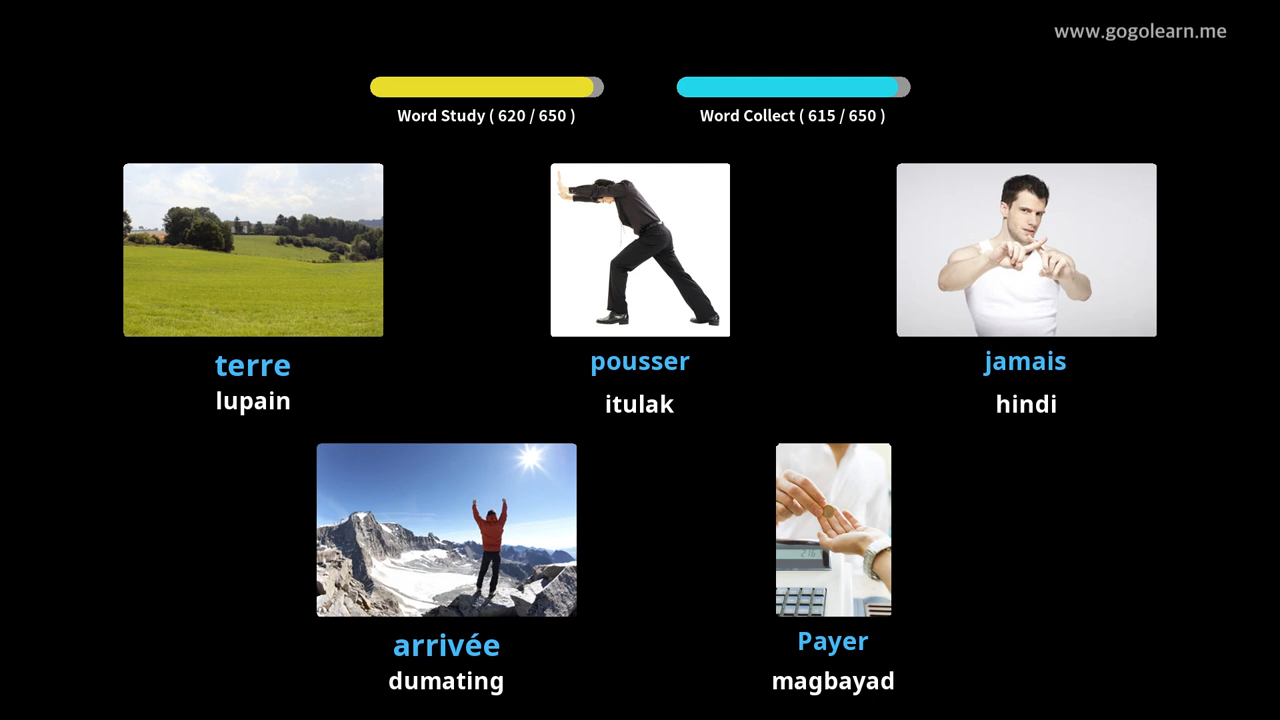 www.gogolearn.me
Word Study ( 620 / 650 )
Word Collect ( 615 / 650 )
terre
lupain
pousser
itulak
jamais
hindi
arrivée
dumating
Payer
magbayad